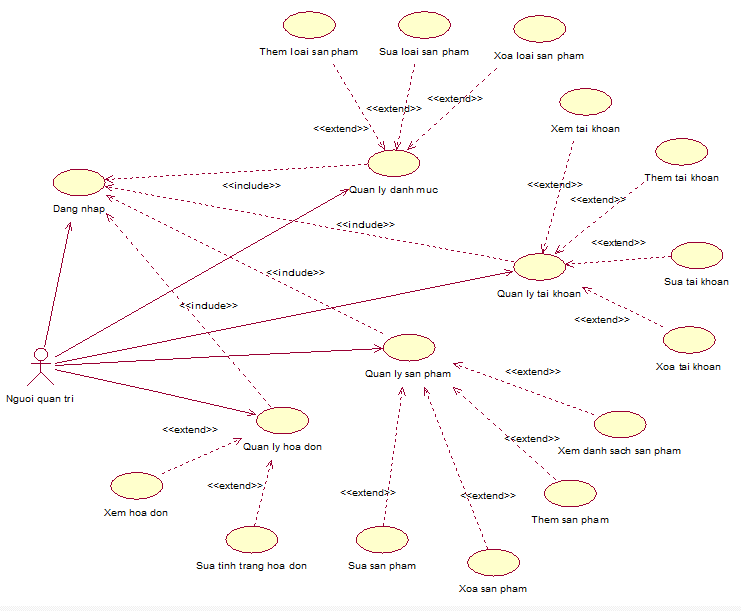 Them loai san pham
Sua loai san pham
Xoa loai san pham
<<extend>>
<<extend>>
<<extend>>
Xem tai khoan
Them tai khoan
<<include>>
Quan ly danh muc
<<extend>>
<<extend>>
Dang nhap
<<include>>
<<extend>>
<<include>>
Quan ly tai khoan
Sua tai khoan
<<include>>
<<extend>>
Xoa tai khoan
Quan ly san pham
<<extend>>
Nguoi quan tri
<<extend>>
Quan ly hoa don
<<extend>>
Xem danh sach san pham
<<extend>>
<<extend>>
<<extend>>
Xem hoa don
Them san pham
Sua tinh trang hoa don
Sua san pham
Xoa san pham